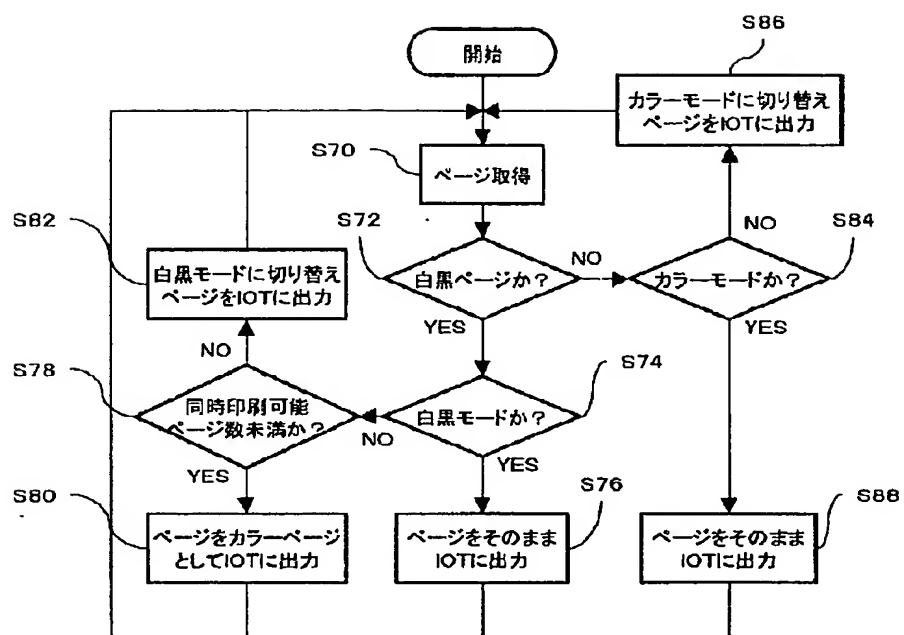 S86
開始
カラーモードに切り替え
ページをIOTに出力
S70
ページ取得
S82
S72
NO
S84
白黒モードに切り替え
ページをIOTに出力
白黒ページか?
NO
カラーモードか?
YES
YES
NO
S78
S74
同時印刷可能
ページ数未満か?
白黒モードか?
NO
YES
YES
S80
S76
S88
ページをカラーページ
としてIOTに出力
ページをそのまま
IOTに出力
ページをそのまま
IOTに出力